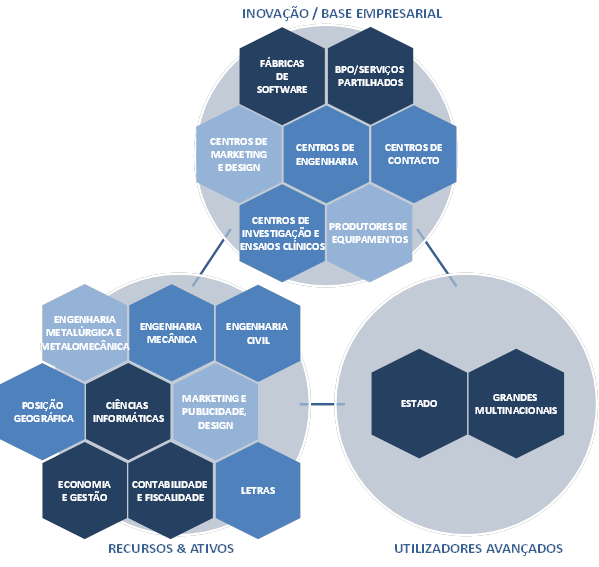 INOVAÇÃO / BASE EMPRESARIAL
FÁBRICAS
DE
SOFTWARE
BPO/SERVIÇOS
PARTILHADOS
CENTROS DE
MARKETING
E DESIGN
CENTROS DE
ENGENHARIA
CENTROS DE
CONTACTO
CENTROS DE
INVESTIGAÇÃO E
ENSAIOS CLÍNICOS
PRODUTORES DE
EQUIPAMENTOS
ENGENHARIA
METALÚRGICA E
METALOMECÂNICA
ENGENHARIA
MECÂNICA
ENGENHARIA
CIVIL
POSIÇÃO
GEOGRÁFICA
CIÊNCIAS
INFORMÁTICAS
MARKETING E
PUBLICIDADE,
DESIGN
ECONOMIA
E GESTÃO
CONTABILIDADE
E FISCALIDADE
LETRAS
RECURSOS & ATIVOS
ESTADO
GRANDES
MULTINACIONAIS
UTILIZADORES AVANÇADOS